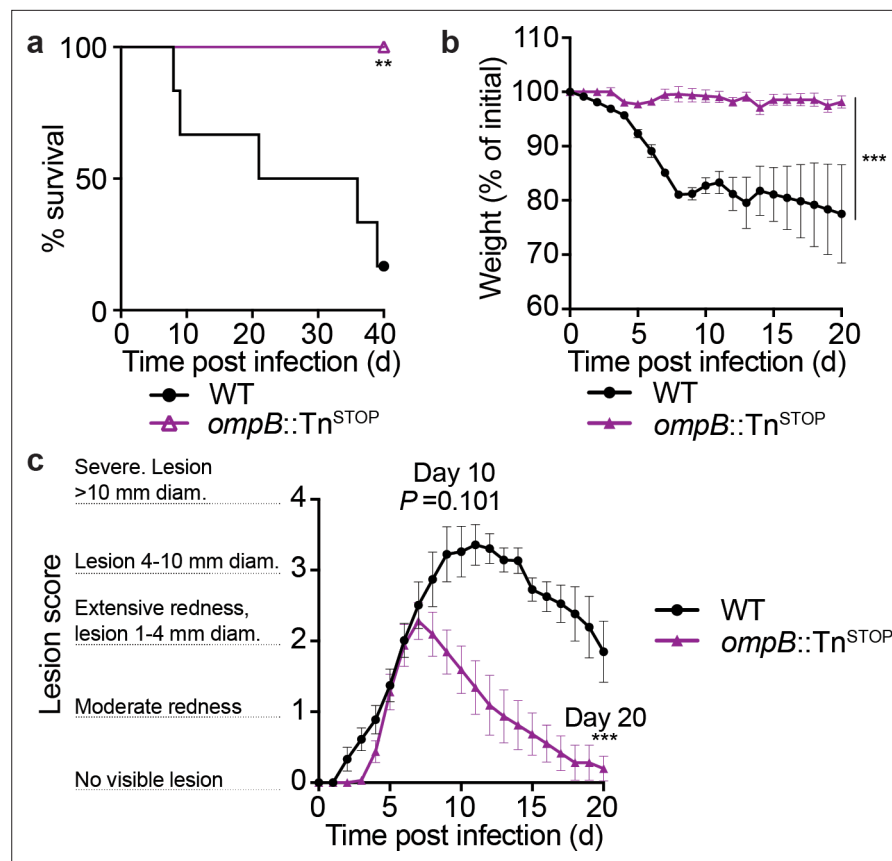 a
100
50
0
% survival
**
0 10 20 30 40
Time post infection (d)
WT
ompB::Tn^STOP
b
110
100
90
80
70
60
Weight (% of initial)
***
0 5 10 15 20
Time post infection (d)
WT
ompB::Tn^STOP
c
Severe. Lesion
>10 mm diam.
Lesion 4-10 mm diam.
Extensive redness,
lesion 1-4 mm diam.
Moderate redness
No visible lesion
Lesion score
4
3
2
1
0
Day 10
P=0.101
Day 20
***
0 5 10 15 20
Time post infection (d)
WT
ompB::Tn^STOP